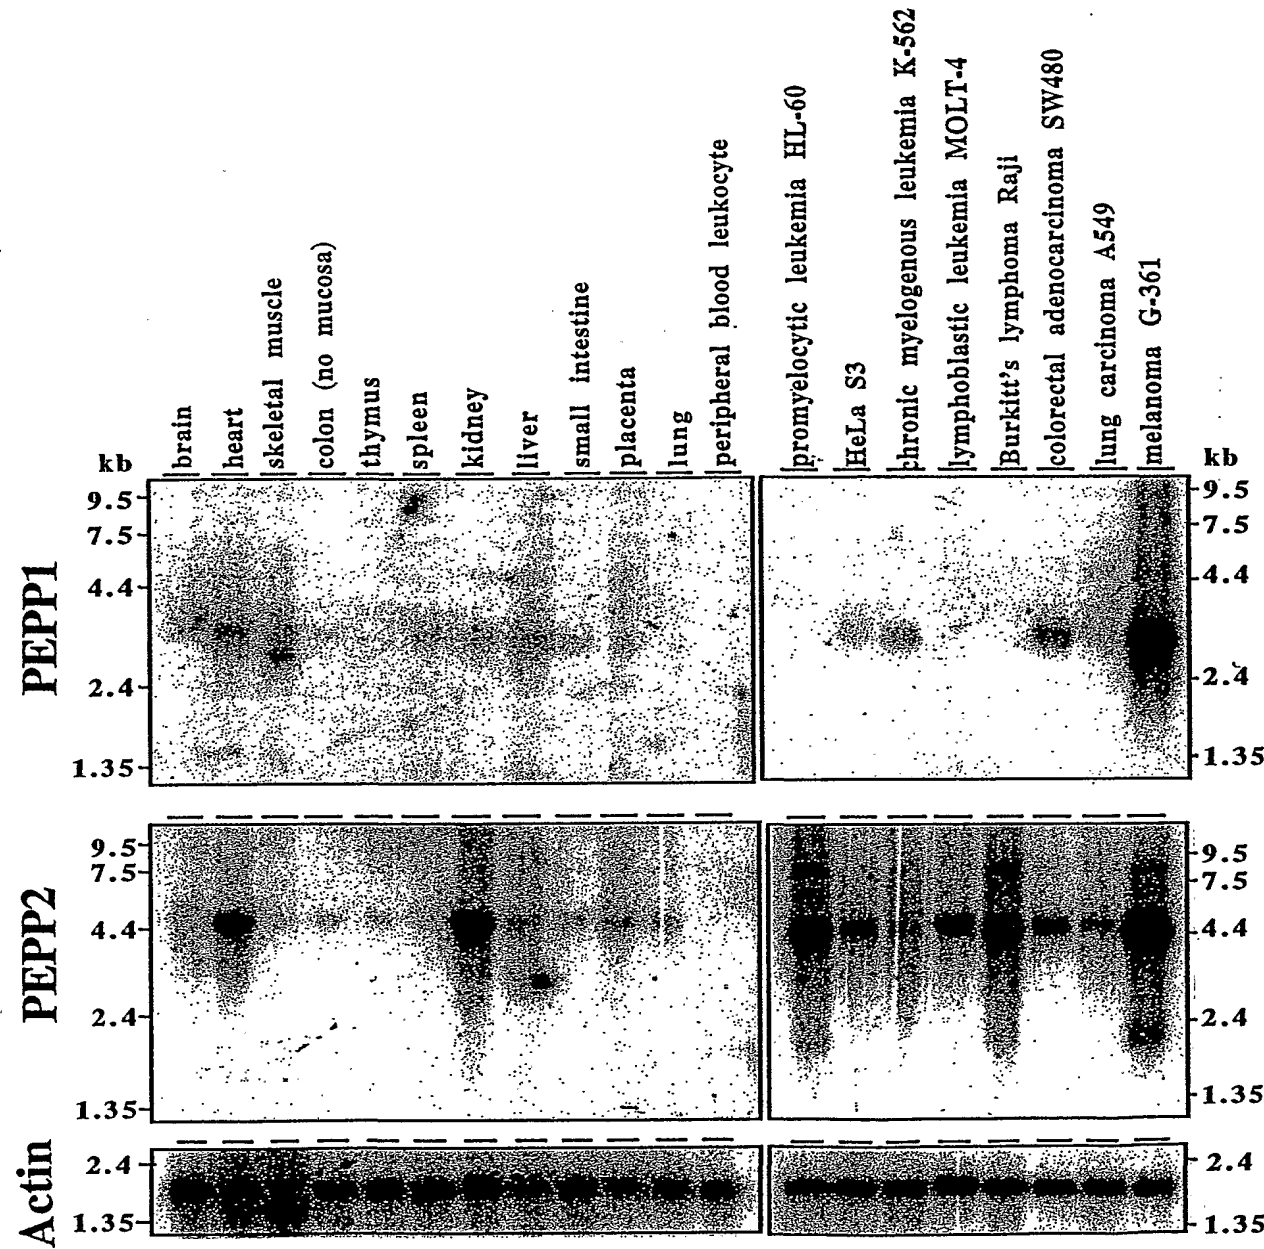 brain
heart
skeletal muscle
colon (no mucosa)
thymus
spleen
kidney
liver
small intestine
placenta
lung
peripheral blood leukocyte
promyelocytic leukemia HL-60
HeLa S3
chronic myelogenous leukemia K-562
lymphoblastic leukemia MOLT-4
Burkitt's lymphoma Raji
colorectal adenocarcinoma SW480
lung carcinoma A549
melanoma G-361
kb
kb
PEPP1
9.5
7.5
4.4
2.4
1.35
9.5
7.5
4.4
2.4
1.35
PEPP2
9.5
7.5
4.4
2.4
1.35
9.5
7.5
4.4
2.4
1.35
Actin
2.4
1.35
2.4
1.35